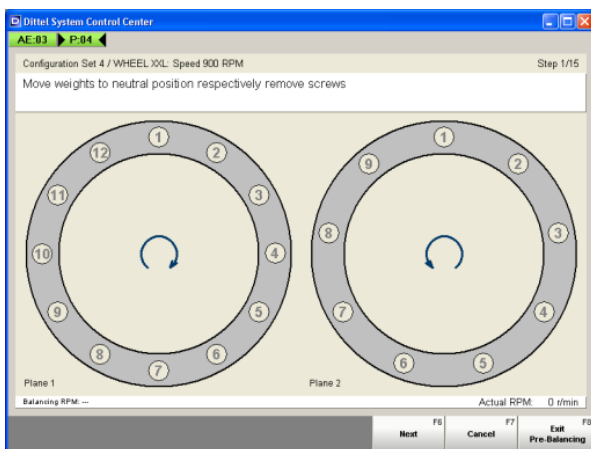 Dittel System Control Center
AE:03 P:04
Configuration Set 4 / WHEEL XXL: Speed 900 RPM Step 1/15
Move weights to neutral position respectively remove screws
1 2 3 4 5 6 7 8 9 10 11 12
1 2 3 4 5 6 7 8 9
Plane 1 Plane 2
Balancing RPM: --- Actual RPM: 0 r/min
F6 F7 F8
Next Cancel Exit
Pre-Balancing